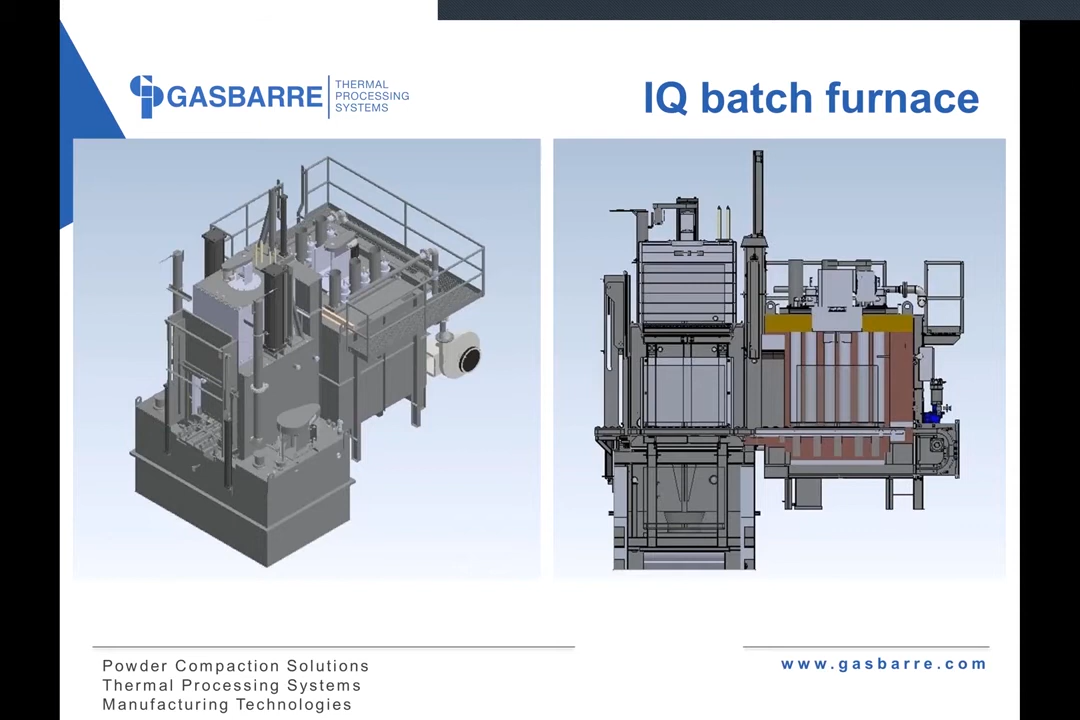 GASBARRE
THERMAL
PROCESSING
SYSTEMS
IQ batch furnace
Powder Compaction Solutions
Thermal Processing Systems
Manufacturing Technologies
www.gasbarre.com